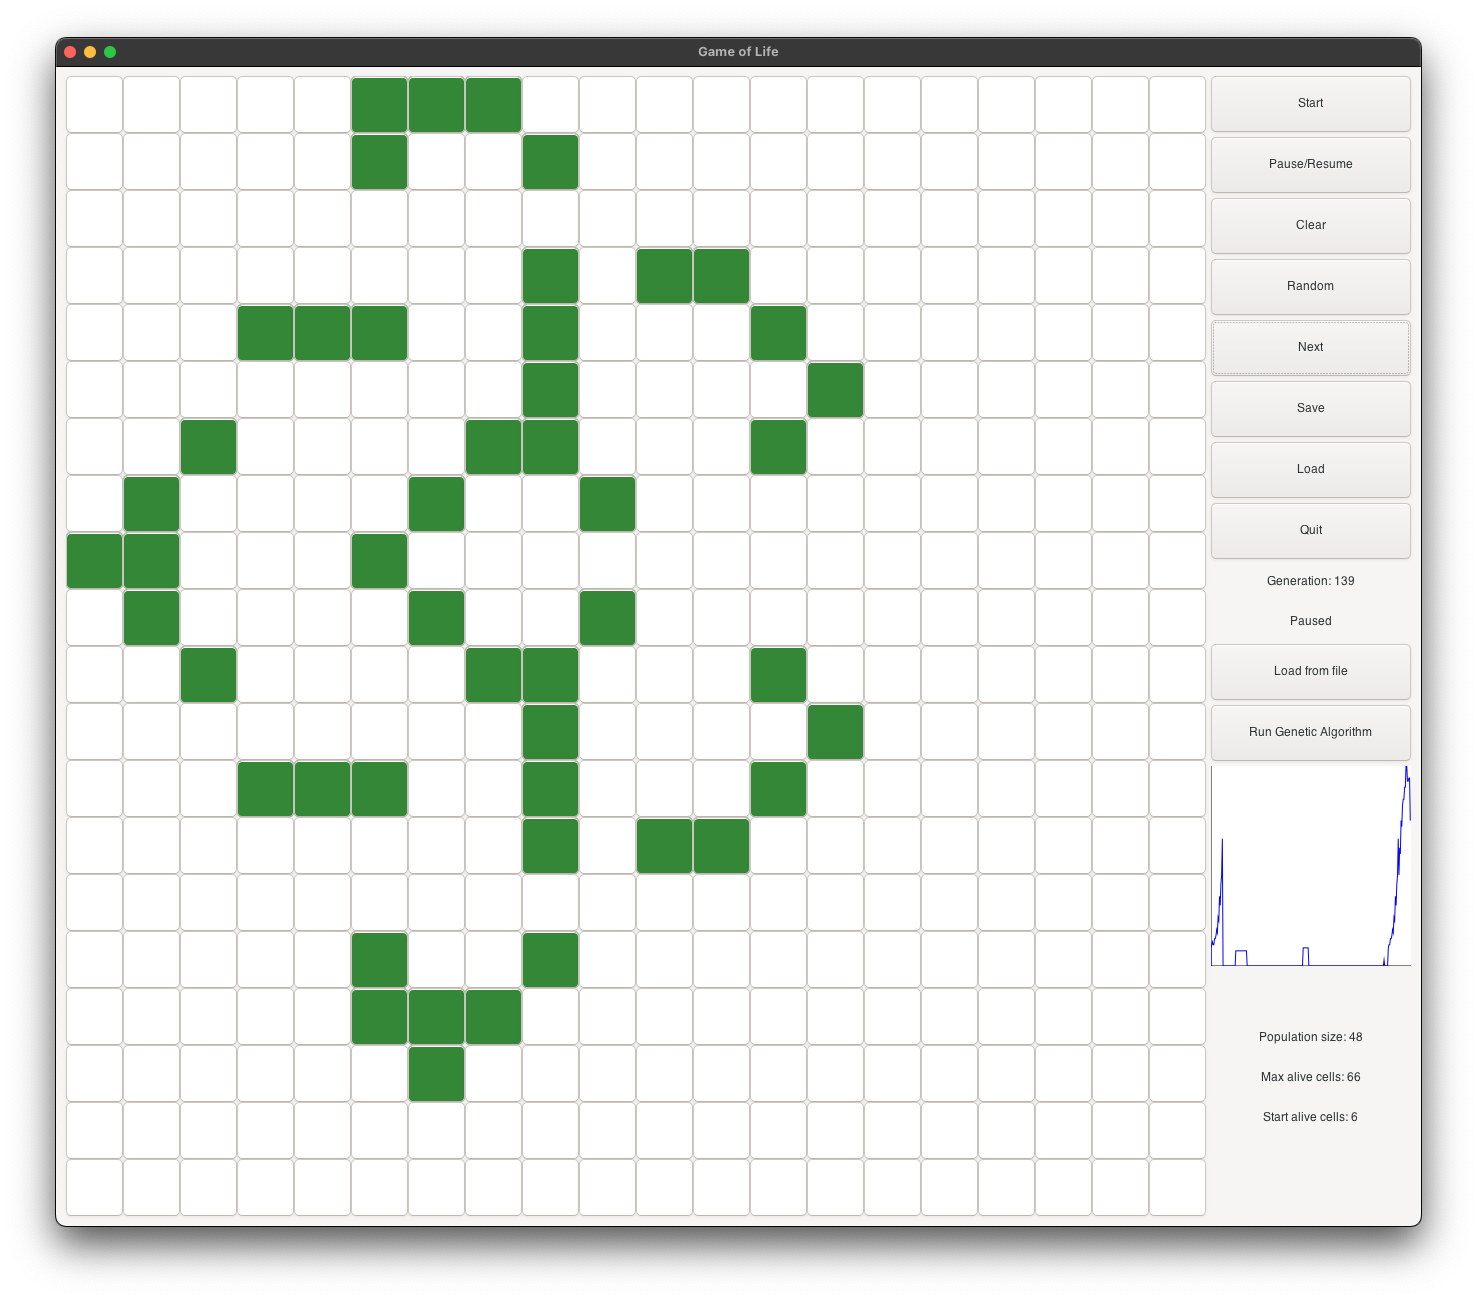 Game of Life
Start
Pause/Resume
Clear
Random
Next
Save
Load
Quit
Generation: 139
Paused
Load from file
Run Genetic Algorithm
Population size: 48
Max alive cells: 66
Start alive cells: 6